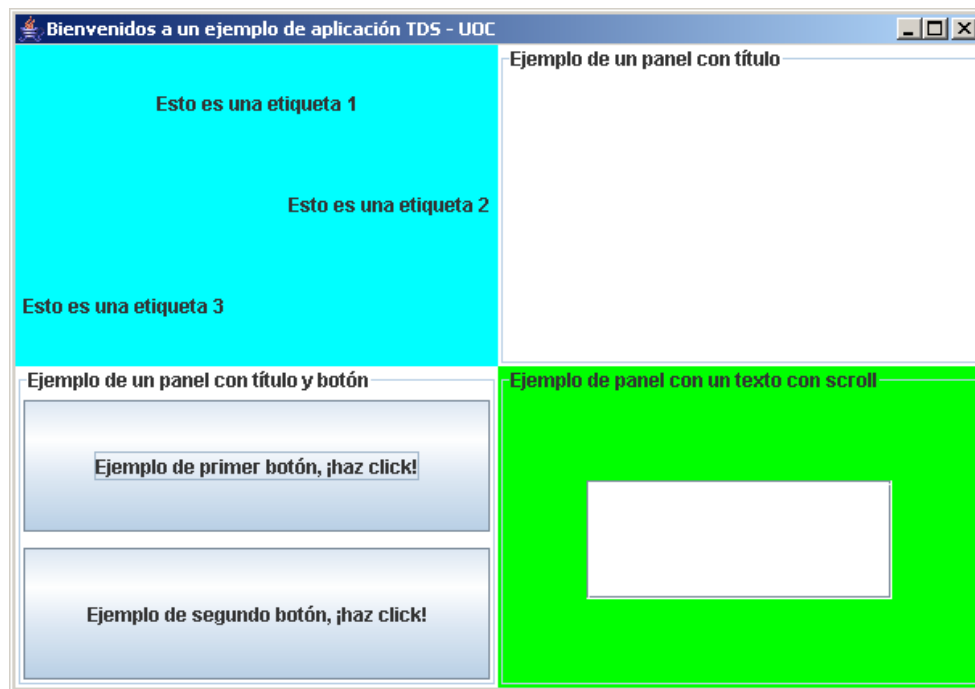 Bienvenidos a un ejemplo de aplicación TDS - UOC
Esto es una etiqueta 1
Esto es una etiqueta 2
Esto es una etiqueta 3
Ejemplo de un panel con título
Ejemplo de un panel con título y botón
Ejemplo de primer botón, ¡haz click!
Ejemplo de segundo botón, ¡haz click!
Ejemplo de panel con un texto con scroll